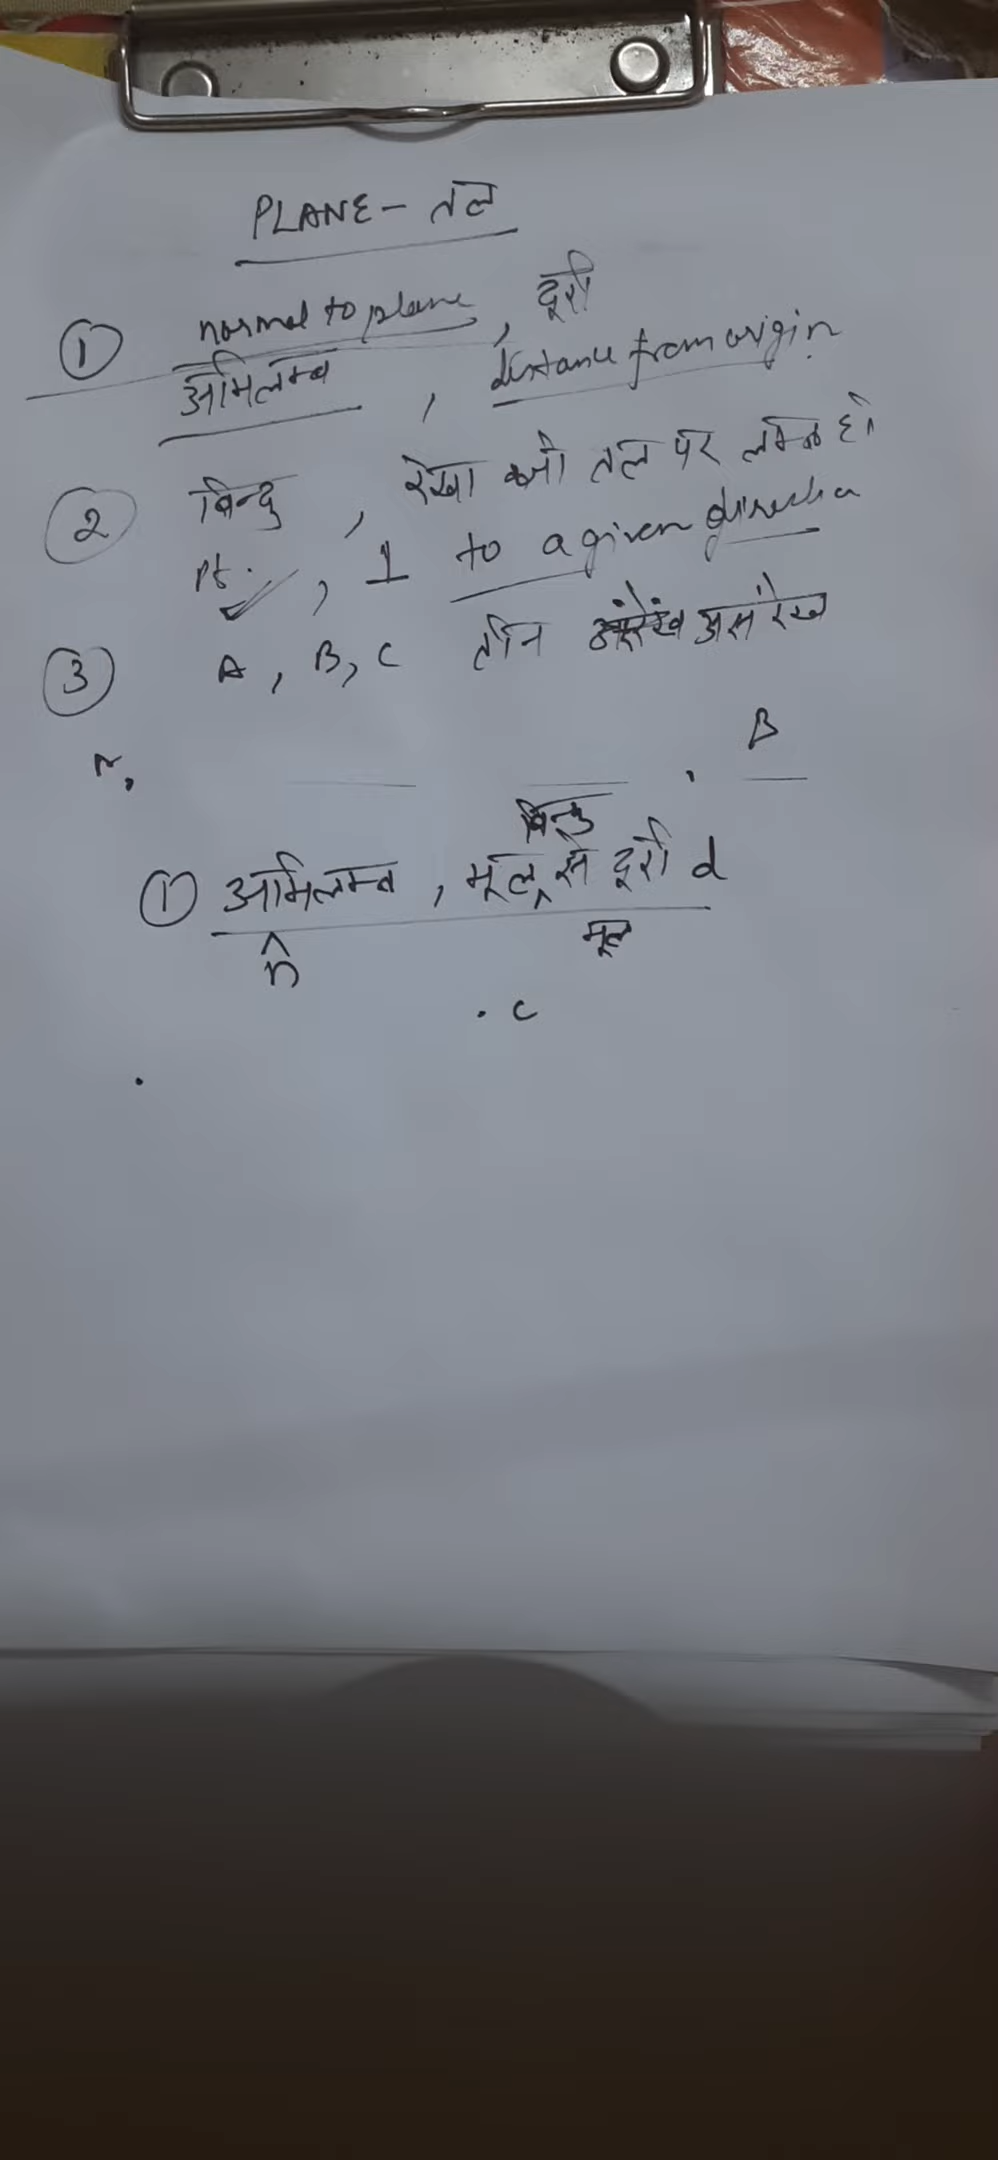 PLANE - तल
① normal to plane, दूरी
अभिलम्ब , distance from origin
② बिन्दु , रेखा जो तल पर लम्ब हो
Pt. , ⊥ to a given direction
③ A, B, C तीन असंरेख
B
बिन्दु
① अभिलम्ब , मूल से दूरी d
n̂ मूल
. C